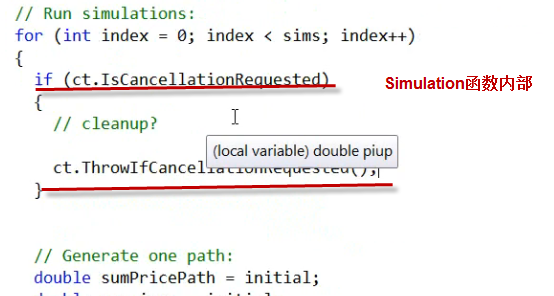 // Run simulations:
for (int index = 0; index < sims; index++)
{
if (ct.IsCancellationRequested)
Simulation函数内部
{
// cleanup?
(local variable) double piup
ct.ThrowIfCancellationRequested();
}
// Generate one path:
double sumPricePath = initial;